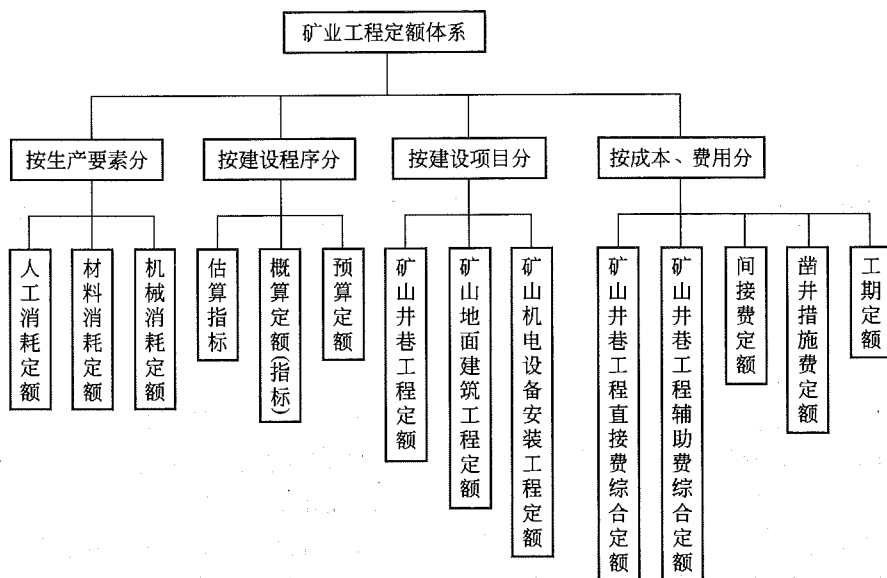 矿业工程定额体系
按生产要素分
按建设程序分
按建设项目分
按成本、费用分
人工消耗定额
材料消耗定额
机械消耗定额
估算指标
概算定额(指标)
预算定额
矿山井巷工程定额
矿山地面建筑工程定额
矿山机电设备安装工程定额
矿山井巷工程直接费综合定额
矿山井巷工程辅助费综合定额
间接费定额
凿井措施费定额
工期定额